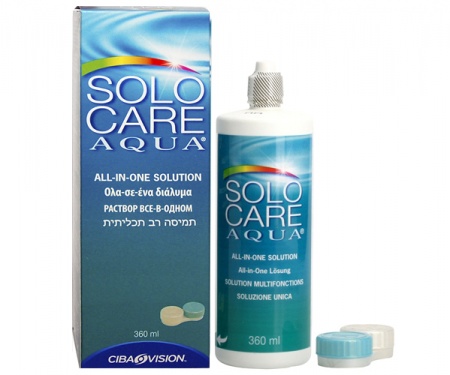 SOLO
CARE
AQUA®
ALL-IN-ONE SOLUTION
Ολα-σε-ένα διάλυμα
РАСТВОР ВСЕ-В-ОДНОМ
תמיסה רב תכליתית
360 ml
CIBA VISION.
SOLO
CARE
AQUA®
ALL-IN-ONE SOLUTION
All-in-One Lösung
SOLUTION MULTIFONCTIONS
SOLUZIONE UNICA
360 ml